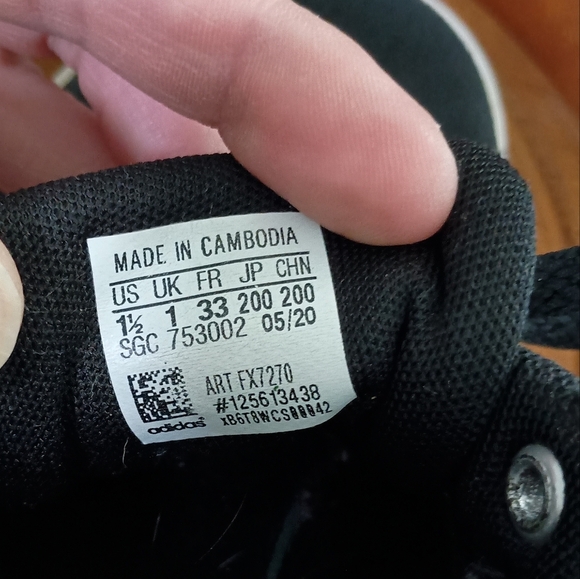 MADE IN CAMBODIA
US UK FR JP CHN
1½ 1 33 200 200
SGC 753002 05/20
ART FX7270
#125613438
xB6T8WCS00042
adidas